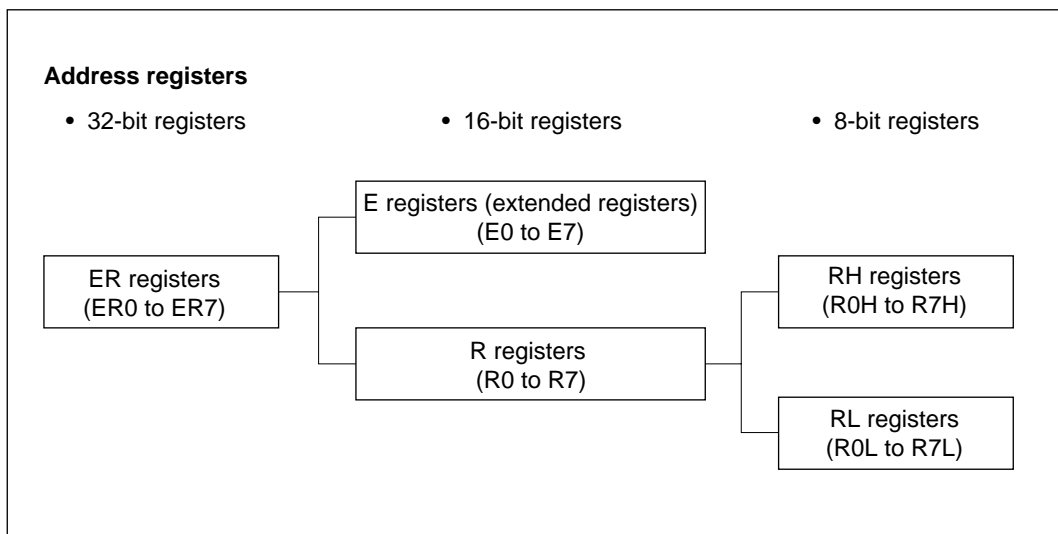 Address registers
• 32-bit registers
• 16-bit registers
• 8-bit registers
E registers (extended registers)
(E0 to E7)
ER registers
(ER0 to ER7)
RH registers
(R0H to R7H)
R registers
(R0 to R7)
RL registers
(R0L to R7L)